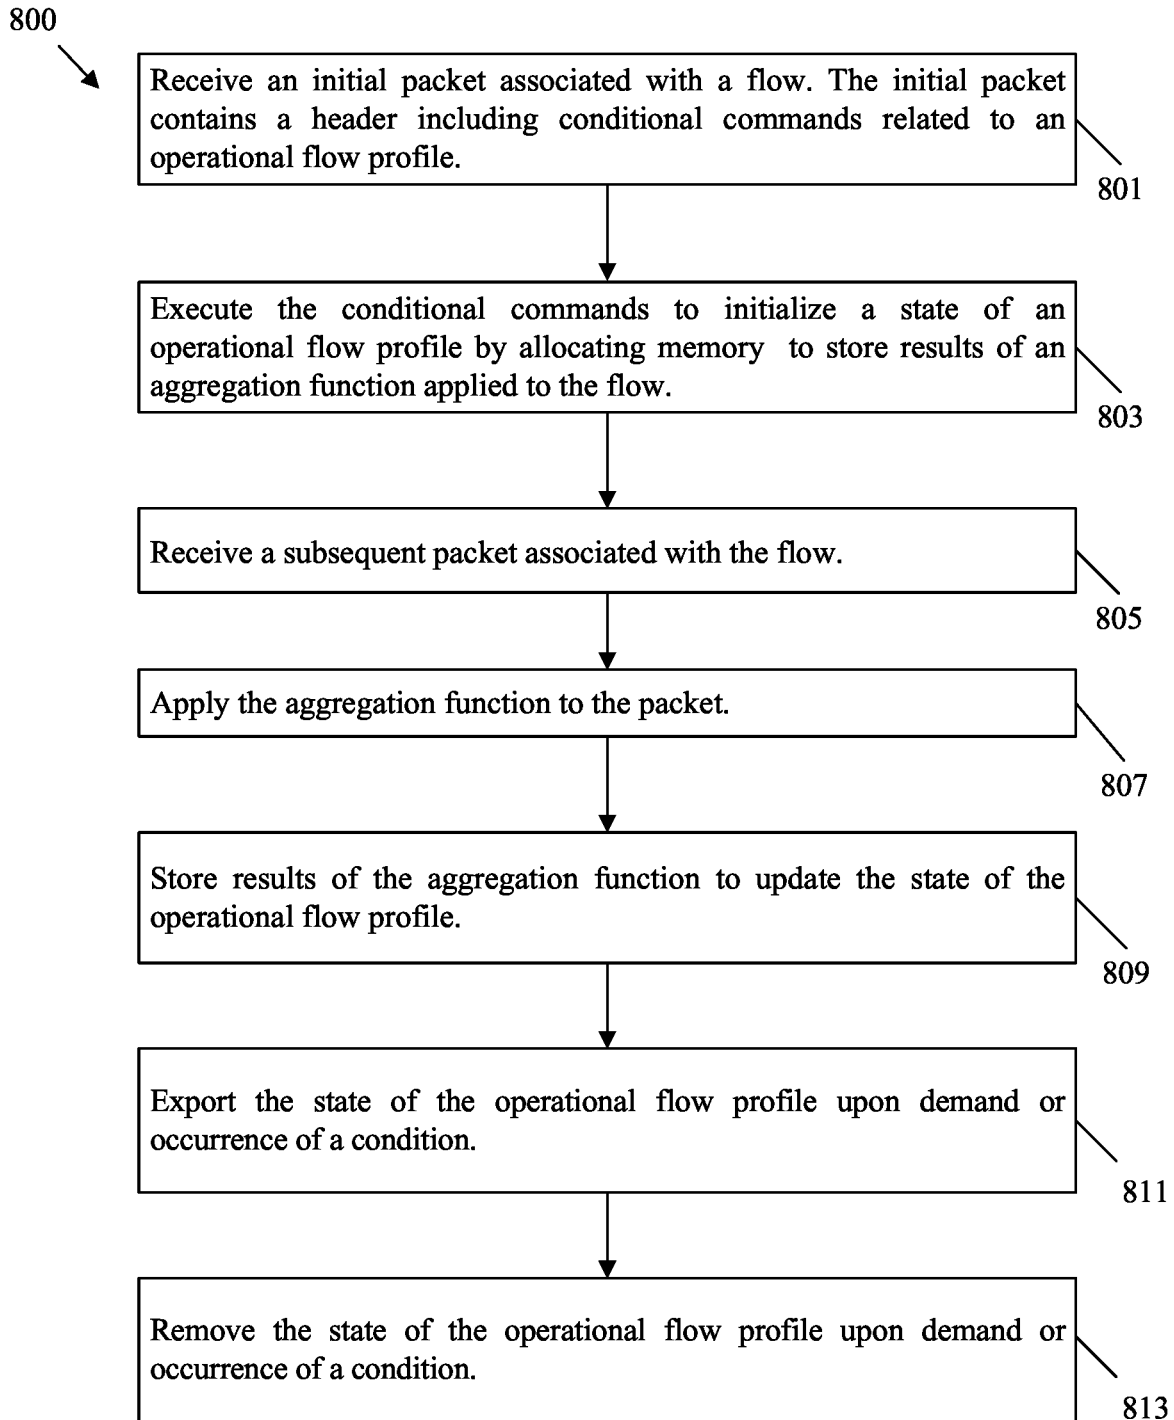 800
Receive an initial packet associated with a flow. The initial packet
contains a header including conditional commands related to an
operational flow profile.
801
Execute the conditional commands to initialize a state of an
operational flow profile by allocating memory to store results of an
aggregation function applied to the flow.
803
Receive a subsequent packet associated with the flow.
805
Apply the aggregation function to the packet.
807
Store results of the aggregation function to update the state of the
operational flow profile.
809
Export the state of the operational flow profile upon demand or
occurrence of a condition.
811
Remove the state of the operational flow profile upon demand or
occurrence of a condition.
813